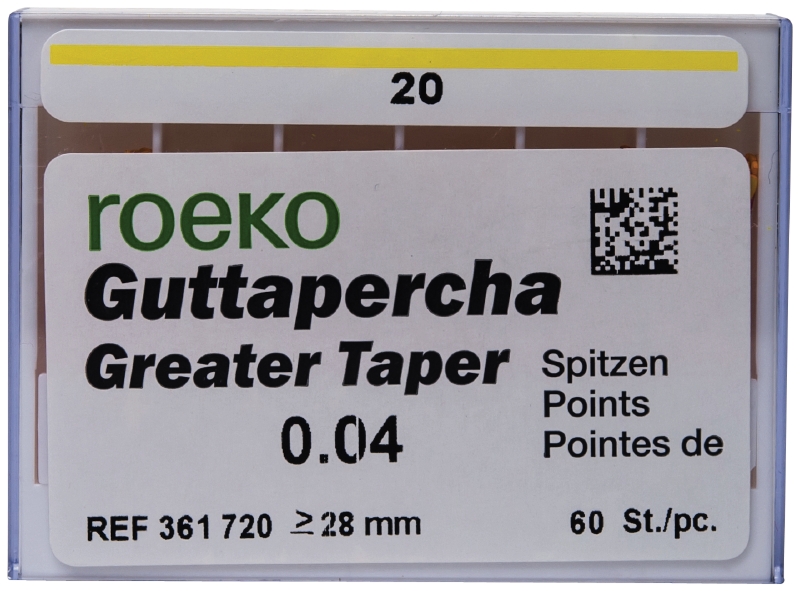 20
roeko
Guttapercha
Greater Taper
0.04
Spitzen
Points
Pointes de
REF 361 720 ≥28 mm
60 St./pc.